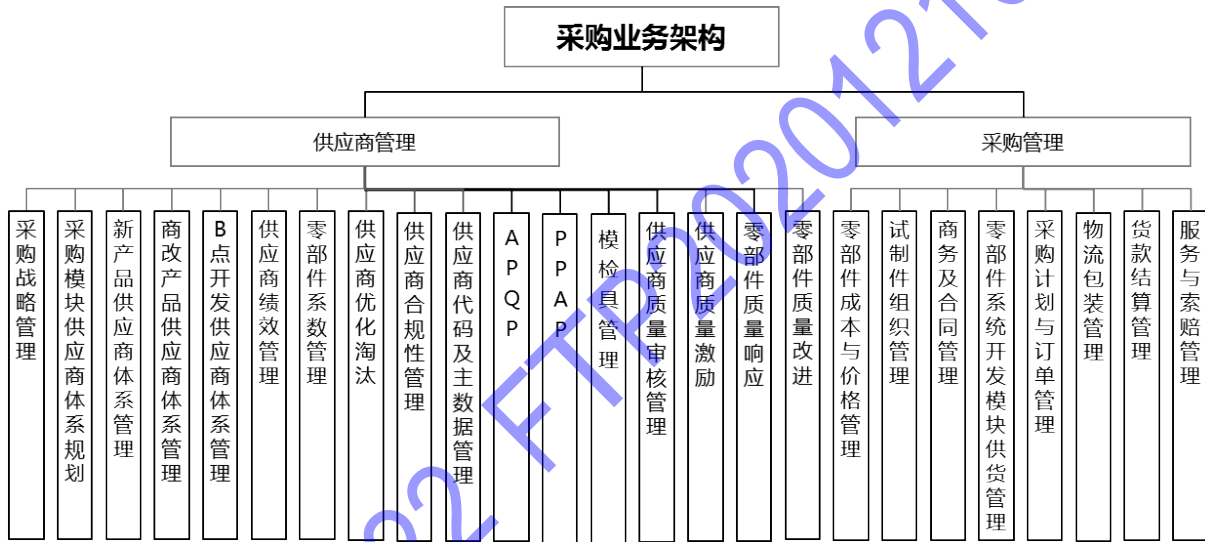 采购业务架构
供应商管理
采购管理
采购战略管理
采购模块供应商体系规划
新产品供应商体系管理
商改产品供应商体系管理
B点开发供应商体系管理
供应商绩效管理
零部件系数管理
供应商优化淘汰
供应商合规性管理
供应商代码及主数据管理
APQP
PPAP
模检具管理
供应商质量审核管理
供应商质量激励
零部件质量响应
零部件质量改进
零部件成本与价格管理
试制件组织管理
商务及合同管理
零部件系统开发模块供货管理
采购计划与订单管理
物流包装管理
货款结算管理
服务与索赔管理